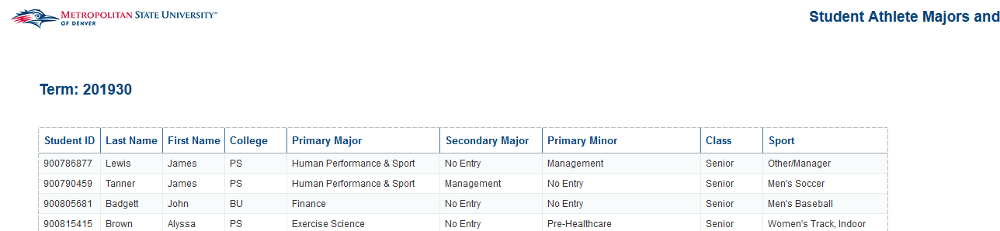 METROPOLITAN STATE UNIVERSITY™
OF DENVER
Student Athlete Majors and
Term: 201930
Student ID Last Name First Name College Primary Major Secondary Major Primary Minor Class Sport
900786877 Lewis James PS Human Performance & Sport No Entry Management Senior Other/Manager
900790459 Tanner James PS Human Performance & Sport Management No Entry Senior Men's Soccer
900805681 Badgett John BU Finance No Entry No Entry Senior Men's Baseball
900815415 Brown Alyssa PS Exercise Science No Entry Pre-Healthcare Senior Women's Track, Indoor